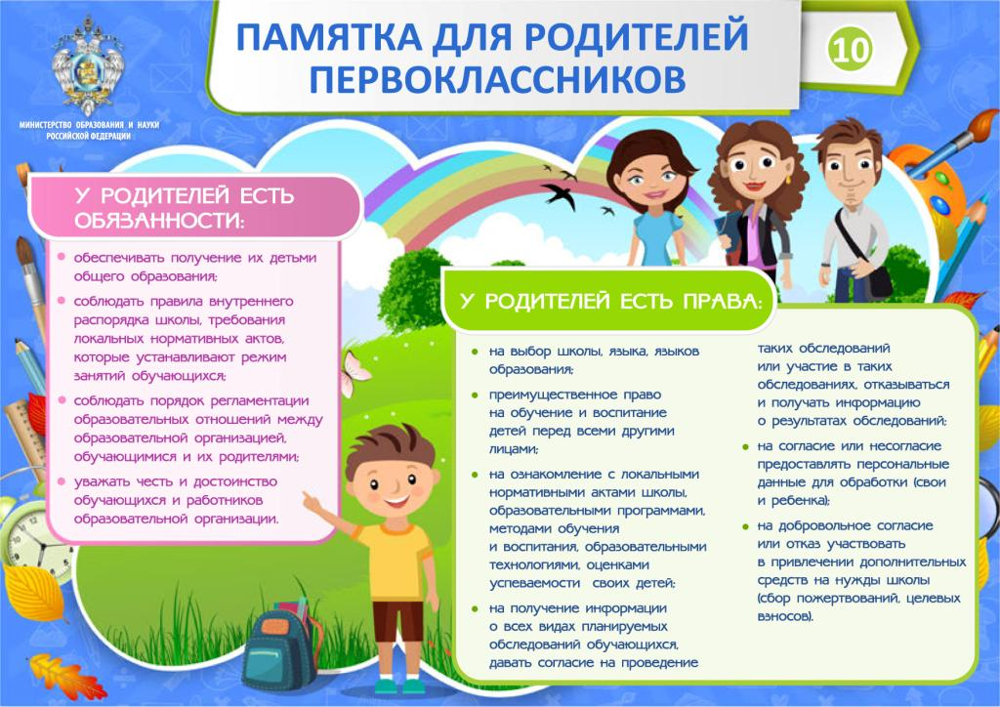 ПАМЯТКА ДЛЯ РОДИТЕЛЕЙ
ПЕРВОКЛАССНИКОВ
10
МИНИСТЕРСТВО ОБРАЗОВАНИЯ И НАУКИ
РОССИЙСКОЙ ФЕДЕРАЦИИ
У РОДИТЕЛЕЙ ЕСТЬ
ОБЯЗАННОСТИ:
• обеспечивать получение их детьми
общего образования;
• соблюдать правила внутреннего
распорядка школы, требования
локальных нормативных актов,
которые устанавливают режим
занятий обучающихся;
• соблюдать порядок регламентации
образовательных отношений между
образовательной организацией,
обучающимися и их родителями;
• уважать честь и достоинство
обучающихся и работников
образовательной организации.
У РОДИТЕЛЕЙ ЕСТЬ ПРАВА:
• на выбор школы, языка, языков
образования;
• преимущественное право
на обучение и воспитание
детей перед всеми другими
лицами;
• на ознакомление с локальными
нормативными актами школы,
образовательными программами,
методами обучения
и воспитания, образовательными
технологиями, оценками
успеваемости своих детей;
• на получение информации
о всех видах планируемых
обследований обучающихся,
давать согласие на проведение
таких обследований
или участие в таких
обследованиях, отказываться
и получать информацию
о результатах обследований;
• на согласие или несогласие
предоставлять персональные
данные для обработки (свои
и ребенка);
• на добровольное согласие
или отказ участвовать
в привлечении дополнительных
средств на нужды школы
(сбор пожертвований, целевых
взносов).